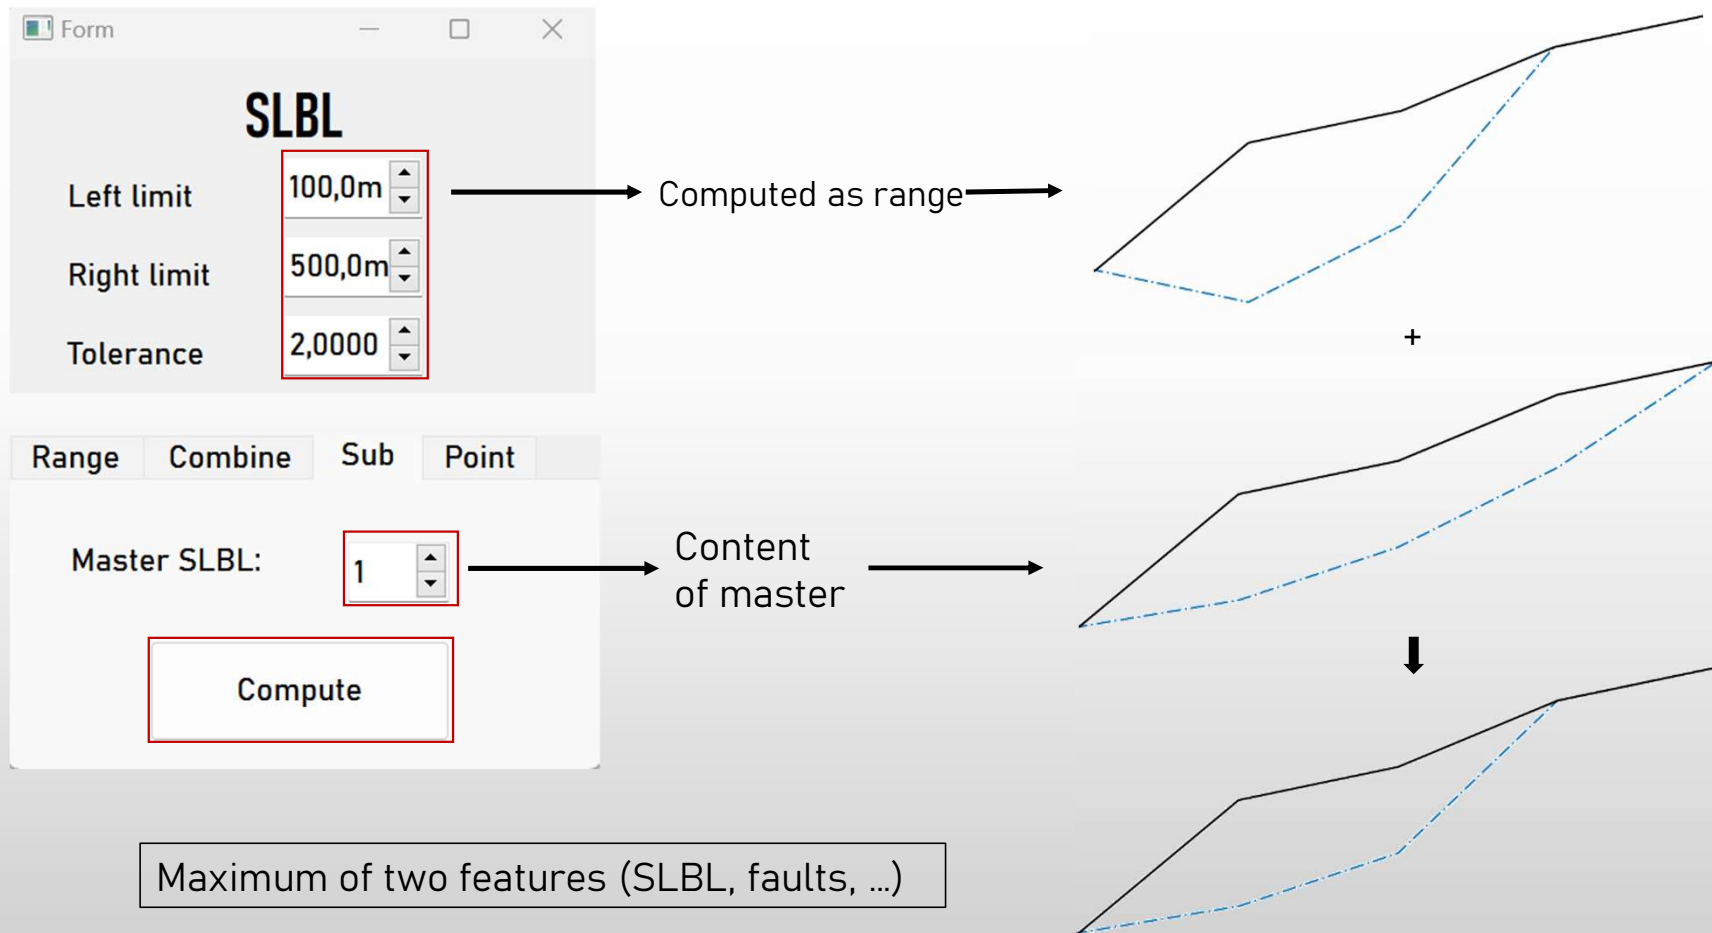 Form
SLBL
Left limit 100,0m
Computed as range
Right limit 500,0m
Tolerance 2,0000
+
Range Combine Sub Point
Master SLBL: 1
Content
of master
Compute
Maximum of two features (SLBL, faults, ...)